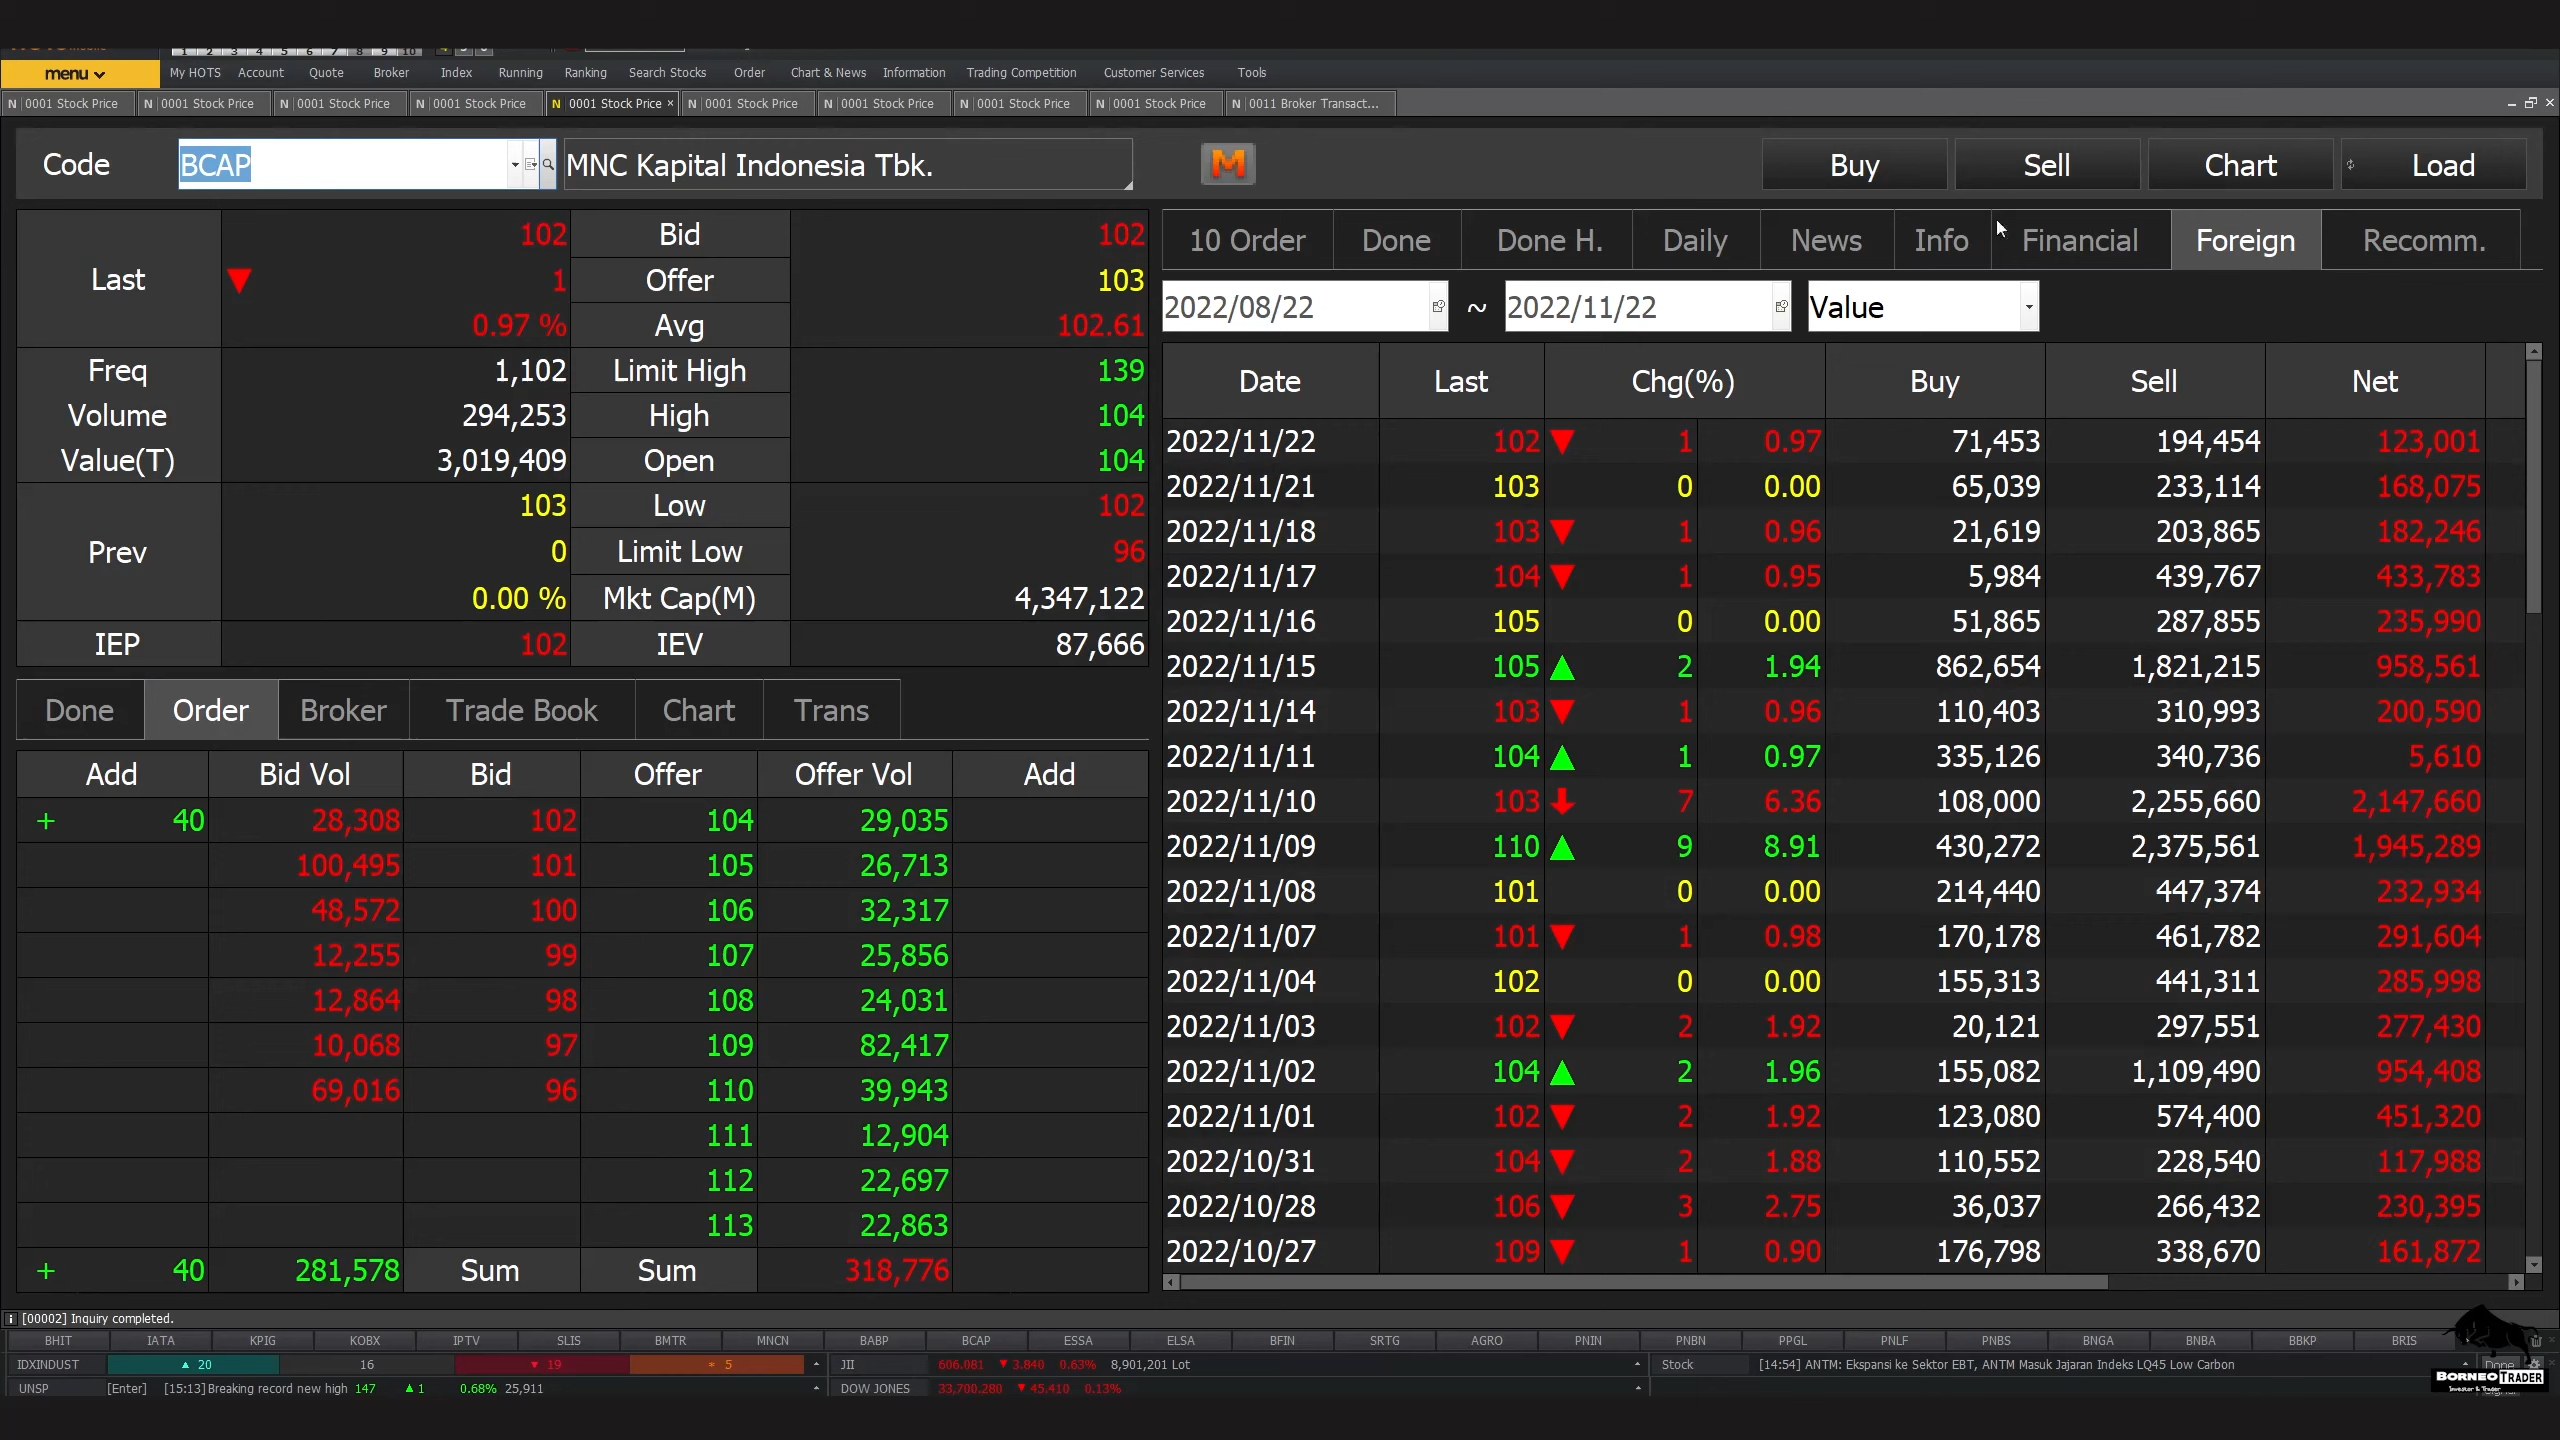 1 2 3 4 5 6 7 8 9 10
menu My HOTS Account Quote Broker Index Running Ranking Search Stocks Order Chart & News Information Trading Competition Customer Services Tools
N 0001 Stock Price N 0001 Stock Price N 0001 Stock Price N 0001 Stock Price N 0001 Stock Price × N 0001 Stock Price N 0001 Stock Price N 0001 Stock Price N 0001 Stock Price N 0011 Broker Transact...
Code BCAP MNC Kapital Indonesia Tbk. M Buy Sell Chart Load
Last 102 Bid 102
▼ 1 Offer 103
0.97 % Avg 102.61
Freq 1,102 Limit High 139
Volume 294,253 High 104
Value(T) 3,019,409 Open 104
Prev 103 Low 102
0 Limit Low 96
0.00 % Mkt Cap(M) 4,347,122
IEP 102 IEV 87,666
Done Order Broker Trade Book Chart Trans
Add Bid Vol Bid Offer Offer Vol Add
+ 40 28,308 102 104 29,035
100,495 101 105 26,713
48,572 100 106 32,317
12,255 99 107 25,856
12,864 98 108 24,031
10,068 97 109 82,417
69,016 96 110 39,943
111 12,904
112 22,697
113 22,863
+ 40 281,578 Sum Sum 318,776
10 Order Done Done H. Daily News Info Financial Foreign Recomm.
2022/08/22 ~ 2022/11/22 Value
Date Last Chg(%) Buy Sell Net
2022/11/22 102 ▼ 1 0.97 71,453 194,454 123,001
2022/11/21 103 0 0.00 65,039 233,114 168,075
2022/11/18 103 ▼ 1 0.96 21,619 203,865 182,246
2022/11/17 104 ▼ 1 0.95 5,984 439,767 433,783
2022/11/16 105 0 0.00 51,865 287,855 235,990
2022/11/15 105 ▲ 2 1.94 862,654 1,821,215 958,561
2022/11/14 103 ▼ 1 0.96 110,403 310,993 200,590
2022/11/11 104 ▲ 1 0.97 335,126 340,736 5,610
2022/11/10 103 ⬇ 7 6.36 108,000 2,255,660 2,147,660
2022/11/09 110 ▲ 9 8.91 430,272 2,375,561 1,945,289
2022/11/08 101 0 0.00 214,440 447,374 232,934
2022/11/07 101 ▼ 1 0.98 170,178 461,782 291,604
2022/11/04 102 0 0.00 155,313 441,311 285,998
2022/11/03 102 ▼ 2 1.92 20,121 297,551 277,430
2022/11/02 104 ▲ 2 1.96 155,082 1,109,490 954,408
2022/11/01 102 ▼ 2 1.92 123,080 574,400 451,320
2022/10/31 104 ▼ 2 1.88 110,552 228,540 117,988
2022/10/28 106 ▼ 3 2.75 36,037 266,432 230,395
2022/10/27 109 ▼ 1 0.90 176,798 338,670 161,872
[00002] Inquiry completed.
BHIT IATA KPIG KOBX IPTV SLIS BMTR MNCN BABP BCAP ESSA ELSA BFIN SRTG AGRO PNIN PNBN PPGL PNLF PNBS BNGA BNBA BBKP BRIS
IDXINDUST ▲ 20 16 ▼ 19 5 JII 606.081 ▼ 3.840 0.63% 8,901,201 Lot Stock [14:54] ANTM: Ekspansi ke Sektor EBT, ANTM Masuk Jajaran Indeks LQ45 Low Carbon Done
UNSP [Enter] [15:13]Breaking record new high 147 ▲ 1 0.68% 25,911 DOW JONES 33,700.280 ▼ 45,410 0.13%
BORNEO TRADER
Investor & Trader